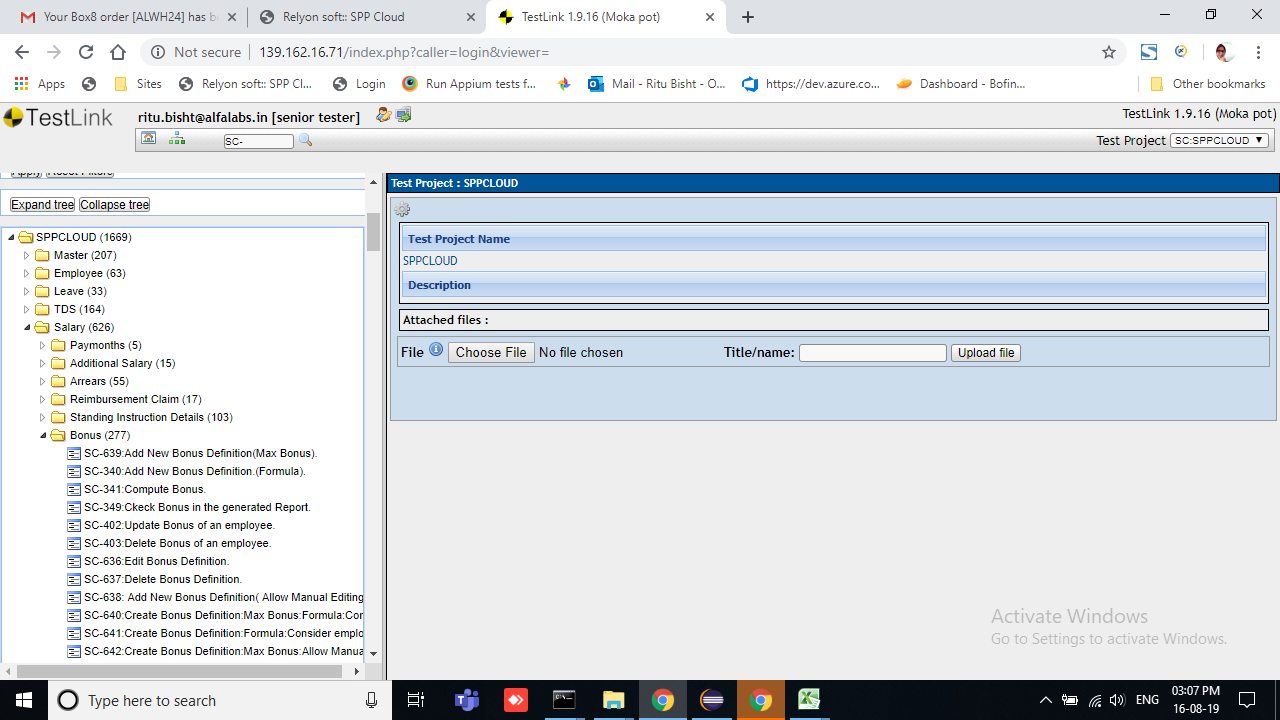 Your Box8 order [ALWH24] has b
Relyon soft:: SPP Cloud
TestLink 1.9.16 (Moka pot)
Not secure
139.162.16.71/index.php?caller=login&viewer=
Apps
Sites
Relyon soft:: SPP Cl...
Login
Run Appium tests f...
Mail - Ritu Bisht - O...
https://dev.azure.co...
Dashboard - Bofin...
Other bookmarks
TestLink
ritu.bisht@alfalabs.in [senior tester]
TestLink 1.9.16 (Moka pot)
SC-
Test Project
SC:SPPCLOUD
Apply
Reset Filters
Expand tree
Collapse tree
SPPCLOUD (1669)
Master (207)
Employee (63)
Leave (33)
TDS (164)
Salary (626)
Paymonths (5)
Additional Salary (15)
Arrears (55)
Reimbursement Claim (17)
Standing Instruction Details (103)
Bonus (277)
SC-639:Add New Bonus Definition(Max Bonus).
SC-340:Add New Bonus Definition.(Formula).
SC-341:Compute Bonus.
SC-349:Ckeck Bonus in the generated Report.
SC-402:Update Bonus of an employee.
SC-403:Delete Bonus of an employee.
SC-636:Edit Bonus Definition.
SC-637:Delete Bonus Definition.
SC-638: Add New Bonus Definition( Allow Manual Editing
SC-640:Create Bonus Definition:Max Bonus:Formula:Cor
SC-641:Create Bonus Definition:Formula:Consider emplo
SC-642:Create Bonus Definition:Max Bonus:Allow Manua
Test Project : SPPCLOUD
Test Project Name
SPPCLOUD
Description
Attached files :
File
Choose File
No file chosen
Title/name:
Upload file
Activate Windows
Go to Settings to activate Windows.
Type here to search
ENG
03:07 PM
16-08-19